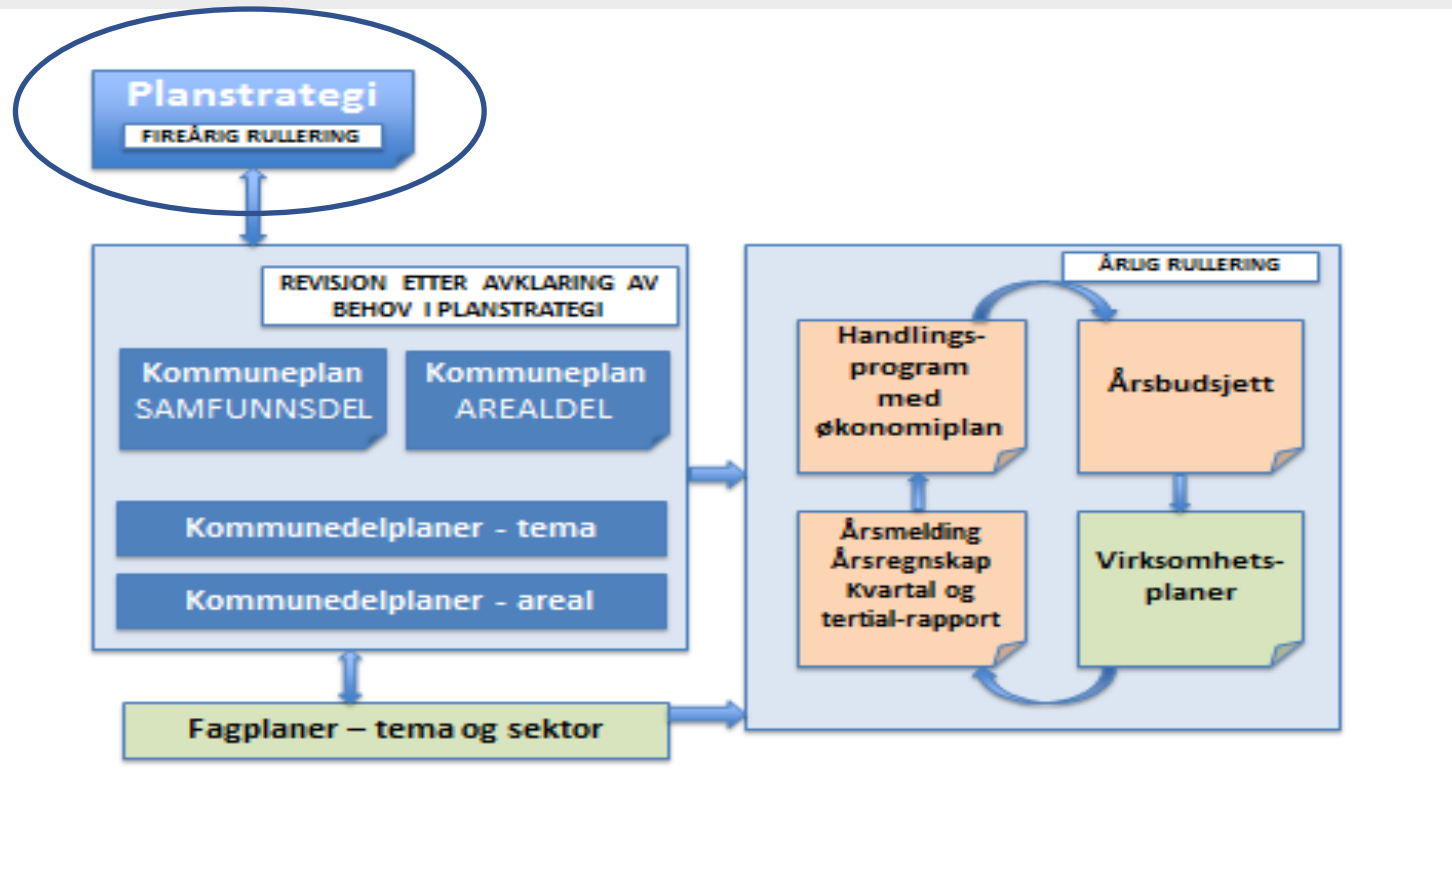 Planstrategi
FIREÅRIG RULLERING
REVISJON ETTER AVKLARING AV
BEHOV I PLANSTRATEGI
Kommuneplan
SAMFUNNSDEL
Kommuneplan
AREALDEL
Kommunedelplaner - tema
Kommunedelplaner - areal
Fagplaner – tema og sektor
ÅRLIG RULLERING
Handlings-
program
med
økonomiplan
Årsbudsjett
Årsmelding
Årsregnskap
Kvartal og
tertial-rapport
Virksomhets-
planer